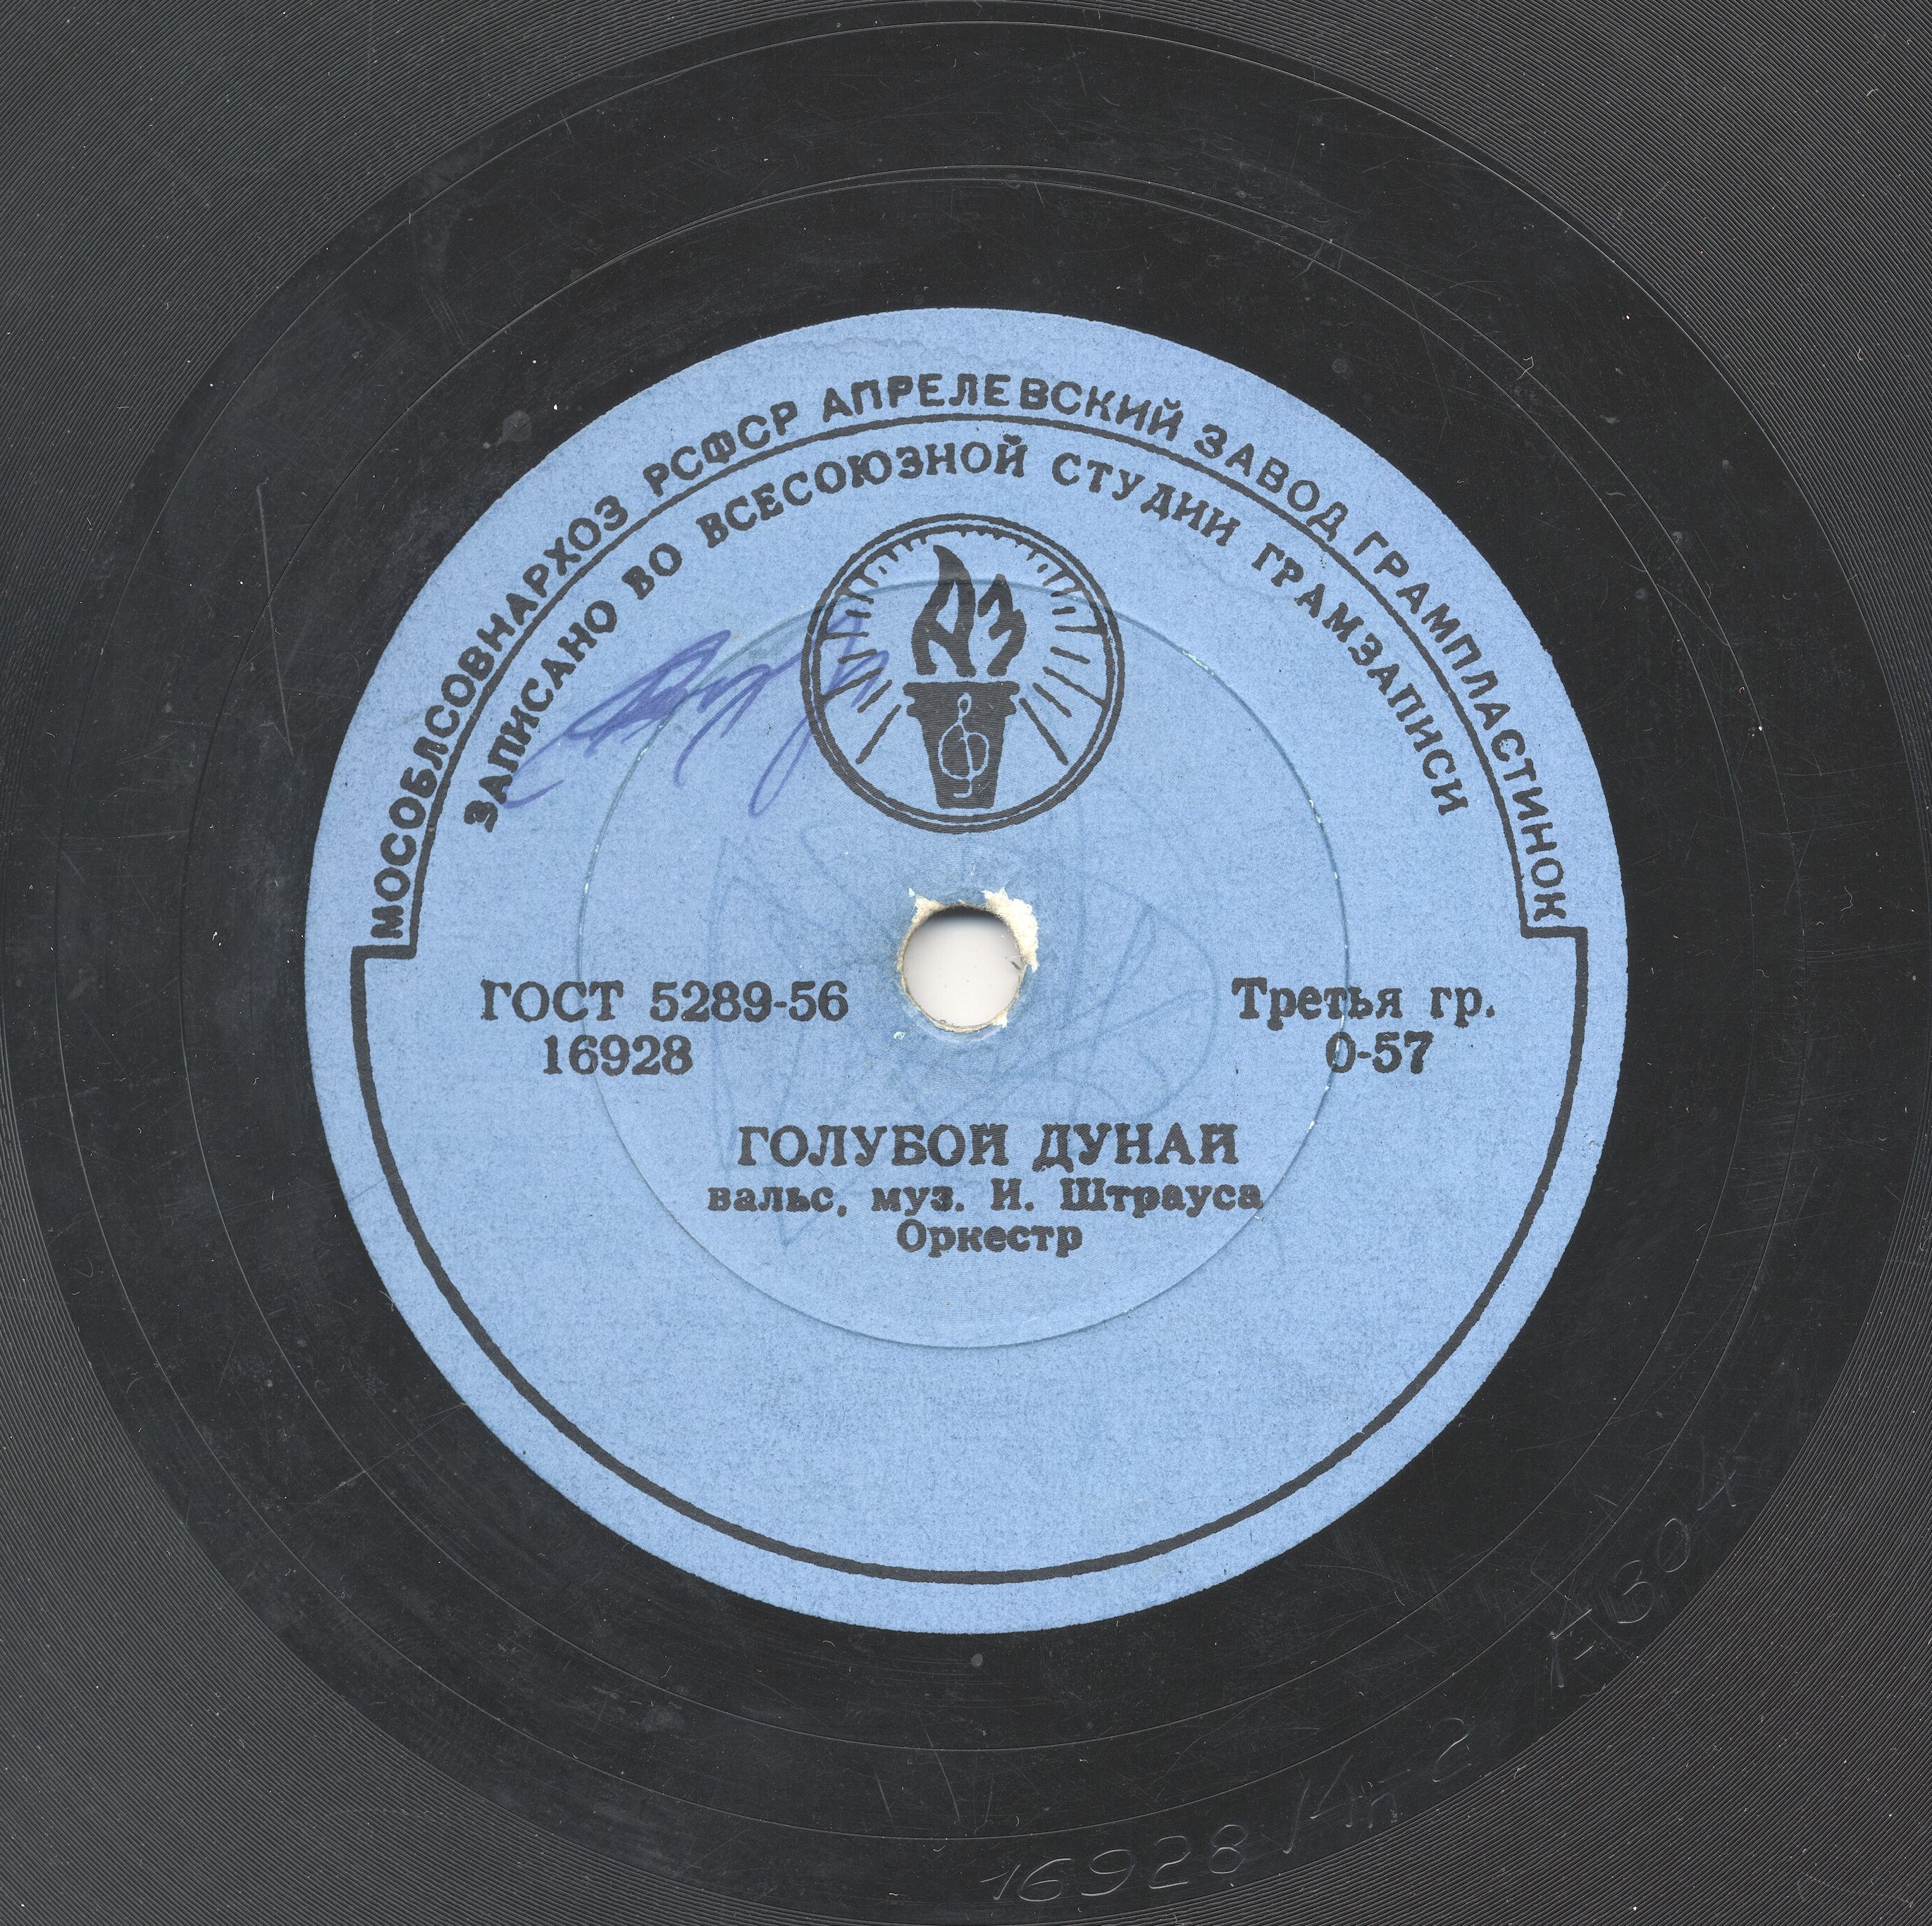 МОСОБЛСОВНАРХОЗ РСФСР АПРЕЛЕВСКИЙ ЗАВОД ГРАМПЛАСТИНОК
ЗАПИСАНО ВО ВСЕСОЮЗНОЙ СТУДИИ ГРАМЗАПИСИ
АЗ
ГОСТ 5289-56
16928
Третья гр.
0-57
ГОЛУБОЙ ДУНАЙ
вальс, муз. И. Штрауса
Оркестр
16928